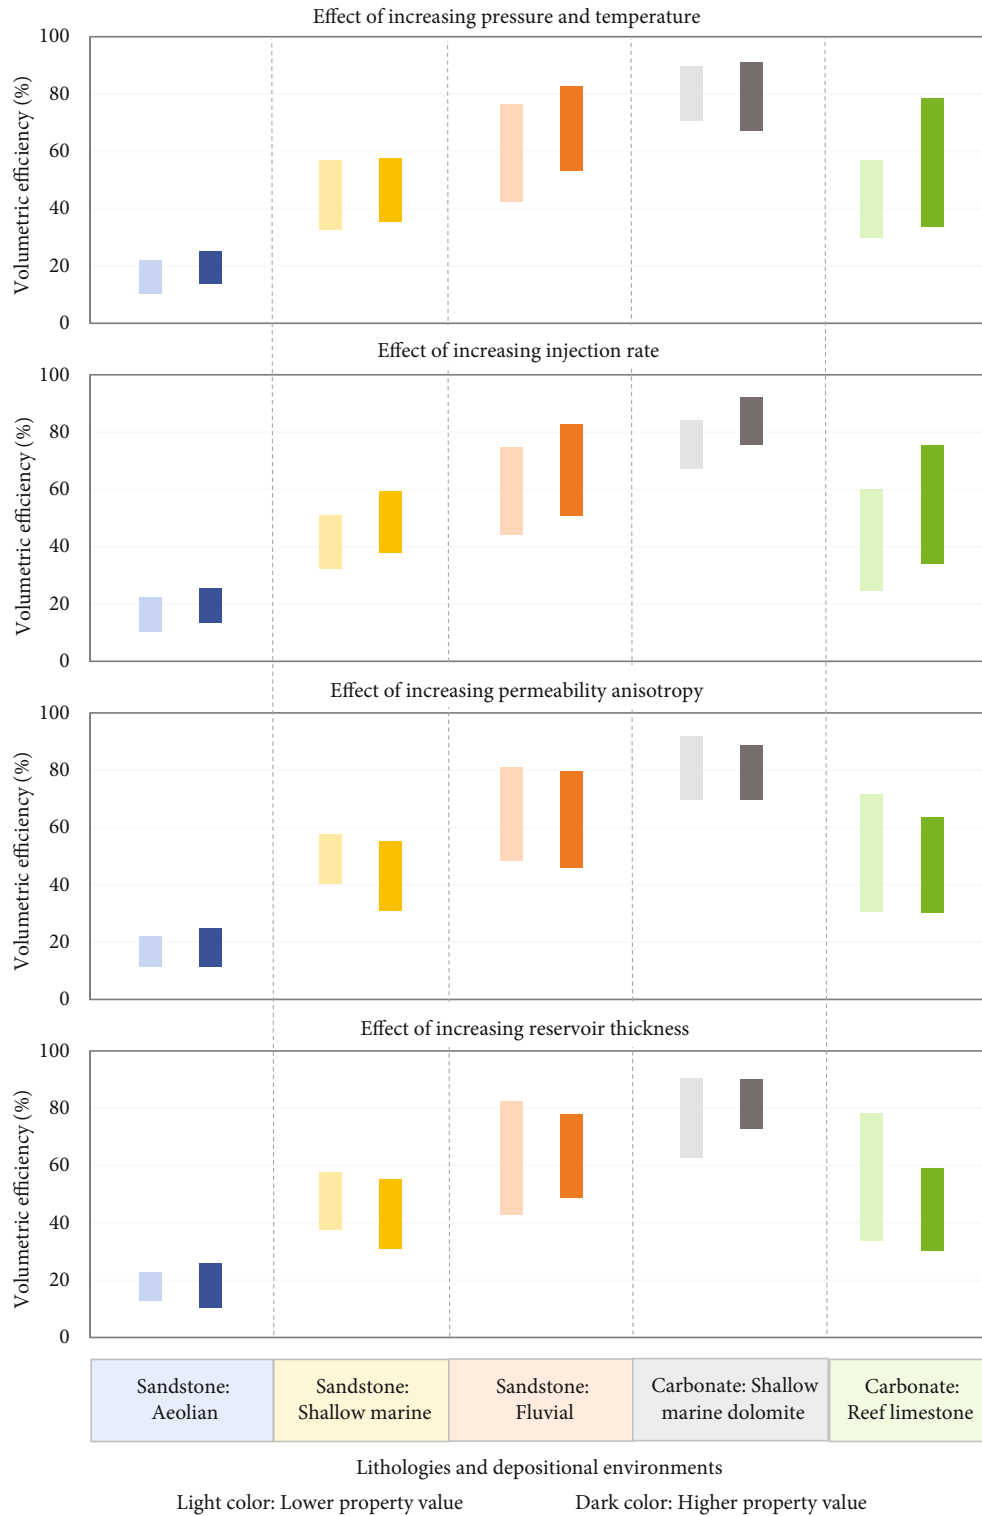 Effect of increasing pressure and temperature
Volumetric efficiency (%)
100
80
60
40
20
0
Effect of increasing injection rate
Volumetric efficiency (%)
100
80
60
40
20
0
Effect of increasing permeability anisotropy
Volumetric efficiency (%)
100
80
60
40
20
0
Effect of increasing reservoir thickness
Volumetric efficiency (%)
100
80
60
40
20
0
Sandstone:
Aeolian
Sandstone:
Shallow marine
Sandstone:
Fluvial
Carbonate: Shallow
marine dolomite
Carbonate:
Reef limestone
Lithologies and depositional environments
Light color: Lower property value
Dark color: Higher property value